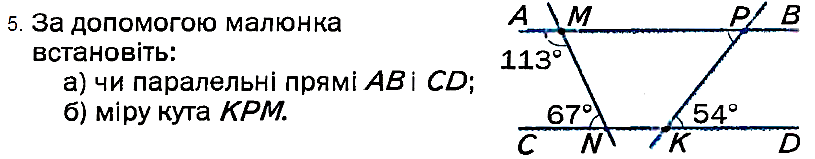 5. За допомогою малюнка
встановіть:
а) чи паралельні прямі AB і CD;
б) міру кута KPM.
A M P B
113°
67° 54°
C N K D